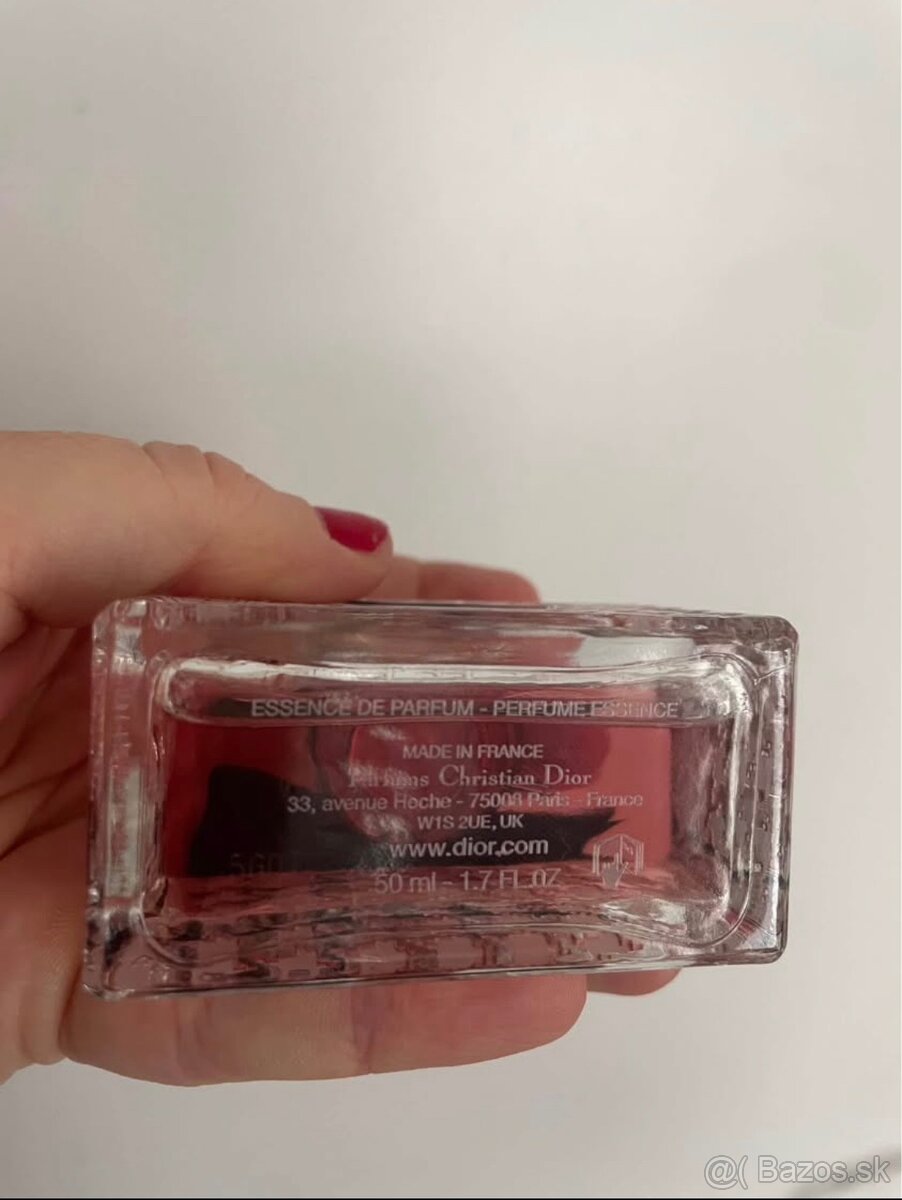 ESSENCE DE PARFUM - PERFUME ESSENCE
MADE IN FRANCE
Parfums Christian Dior
33, avenue Hoche - 75008 Paris - France
W1S 2UE, UK
www.dior.com
50 ml - 1.7 FL.OZ
@( Bazos.sk